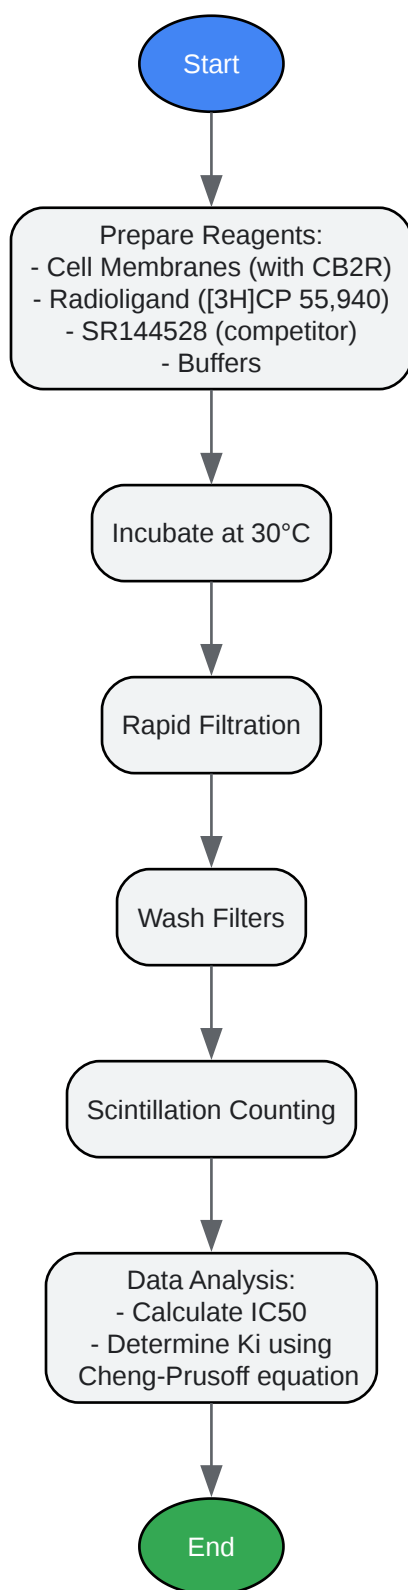 Start
Prepare Reagents:
- Cell Membranes (with CB2R)
- Radioligand ([3H]CP 55,940)
- SR144528 (competitor)
- Buffers
Incubate at 30°C
Rapid Filtration
Wash Filters
Scintillation Counting
Data Analysis:
- Calculate IC50
- Determine Ki using
Cheng-Prusoff equation
End